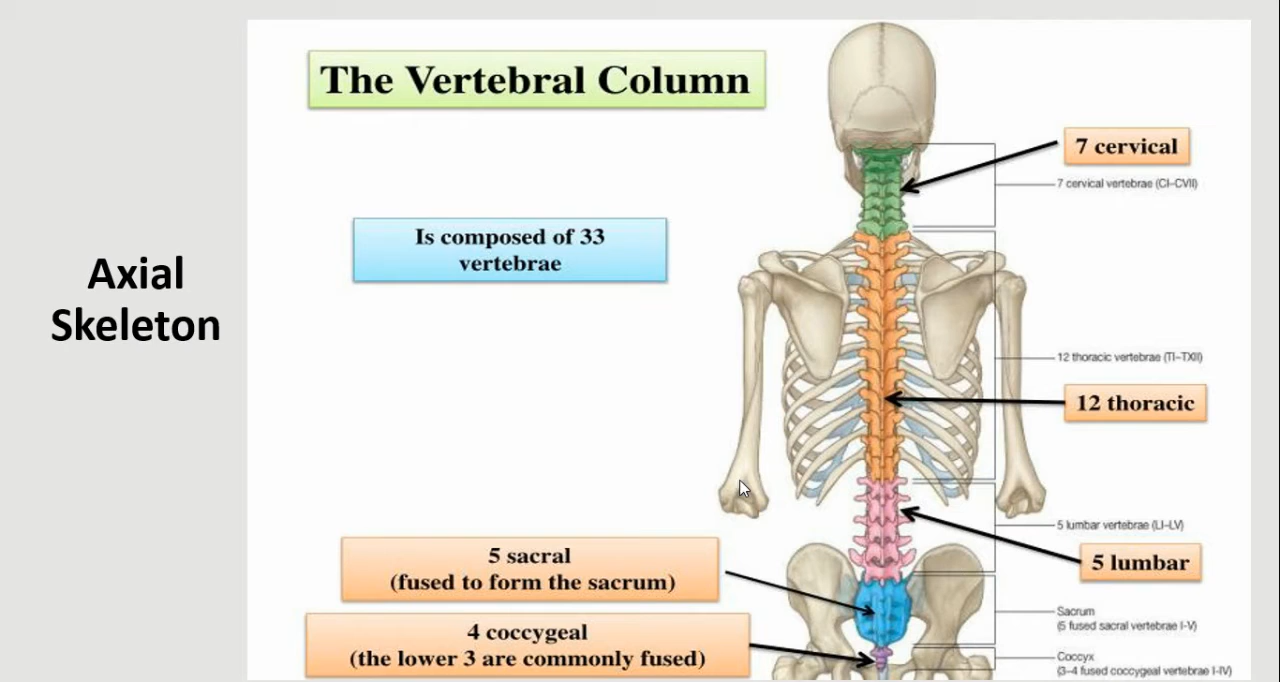 Axial
Skeleton
The Vertebral Column
Is composed of 33
vertebrae
7 cervical
7 cervical vertebrae (CI–CVII)
12 thoracic vertebrae (TI–TXII)
12 thoracic
5 lumbar vertebrae (LI–LV)
5 lumbar
5 sacral
(fused to form the sacrum)
Sacrum
(5 fused sacral vertebrae I-V)
4 coccygeal
(the lower 3 are commonly fused)
Coccyx
(3–4 fused coccygeal vertebrae I-IV)